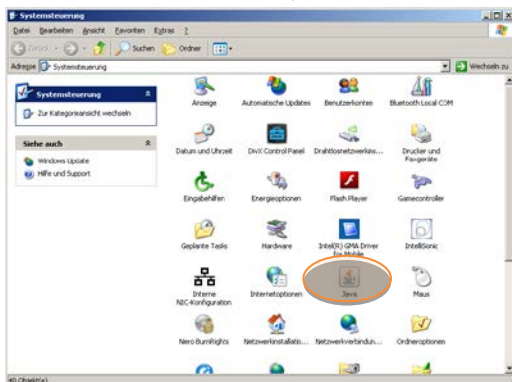 Systemsteuerung
Datei Bearbeiten Ansicht Favoriten Extras ?
Zurück Suchen Ordner
Adresse Systemsteuerung Wechseln zu
Systemsteuerung
Zur Kategorieansicht wechseln
Siehe auch
Windows Update
Hilfe und Support
Anzeige Automatische Updates Benutzerkonten Bluetooth Local COM
Datum und Uhrzeit DivX Control Panel Drahtlosnetzwerkins... Drucker und Faxgeräte
Eingabehilfen Energieoptionen Flash Player Gamecontroller
Geplante Tasks Hardware Intel(R) GMA Driver for Mobile IntelliSonic
Interne NIC-Konfiguration Internetoptionen Java Maus
Nero BurnRights Netzwerkinstallatio... Netzwerkverbindun... Ordneroptionen
40 Objekt(e)